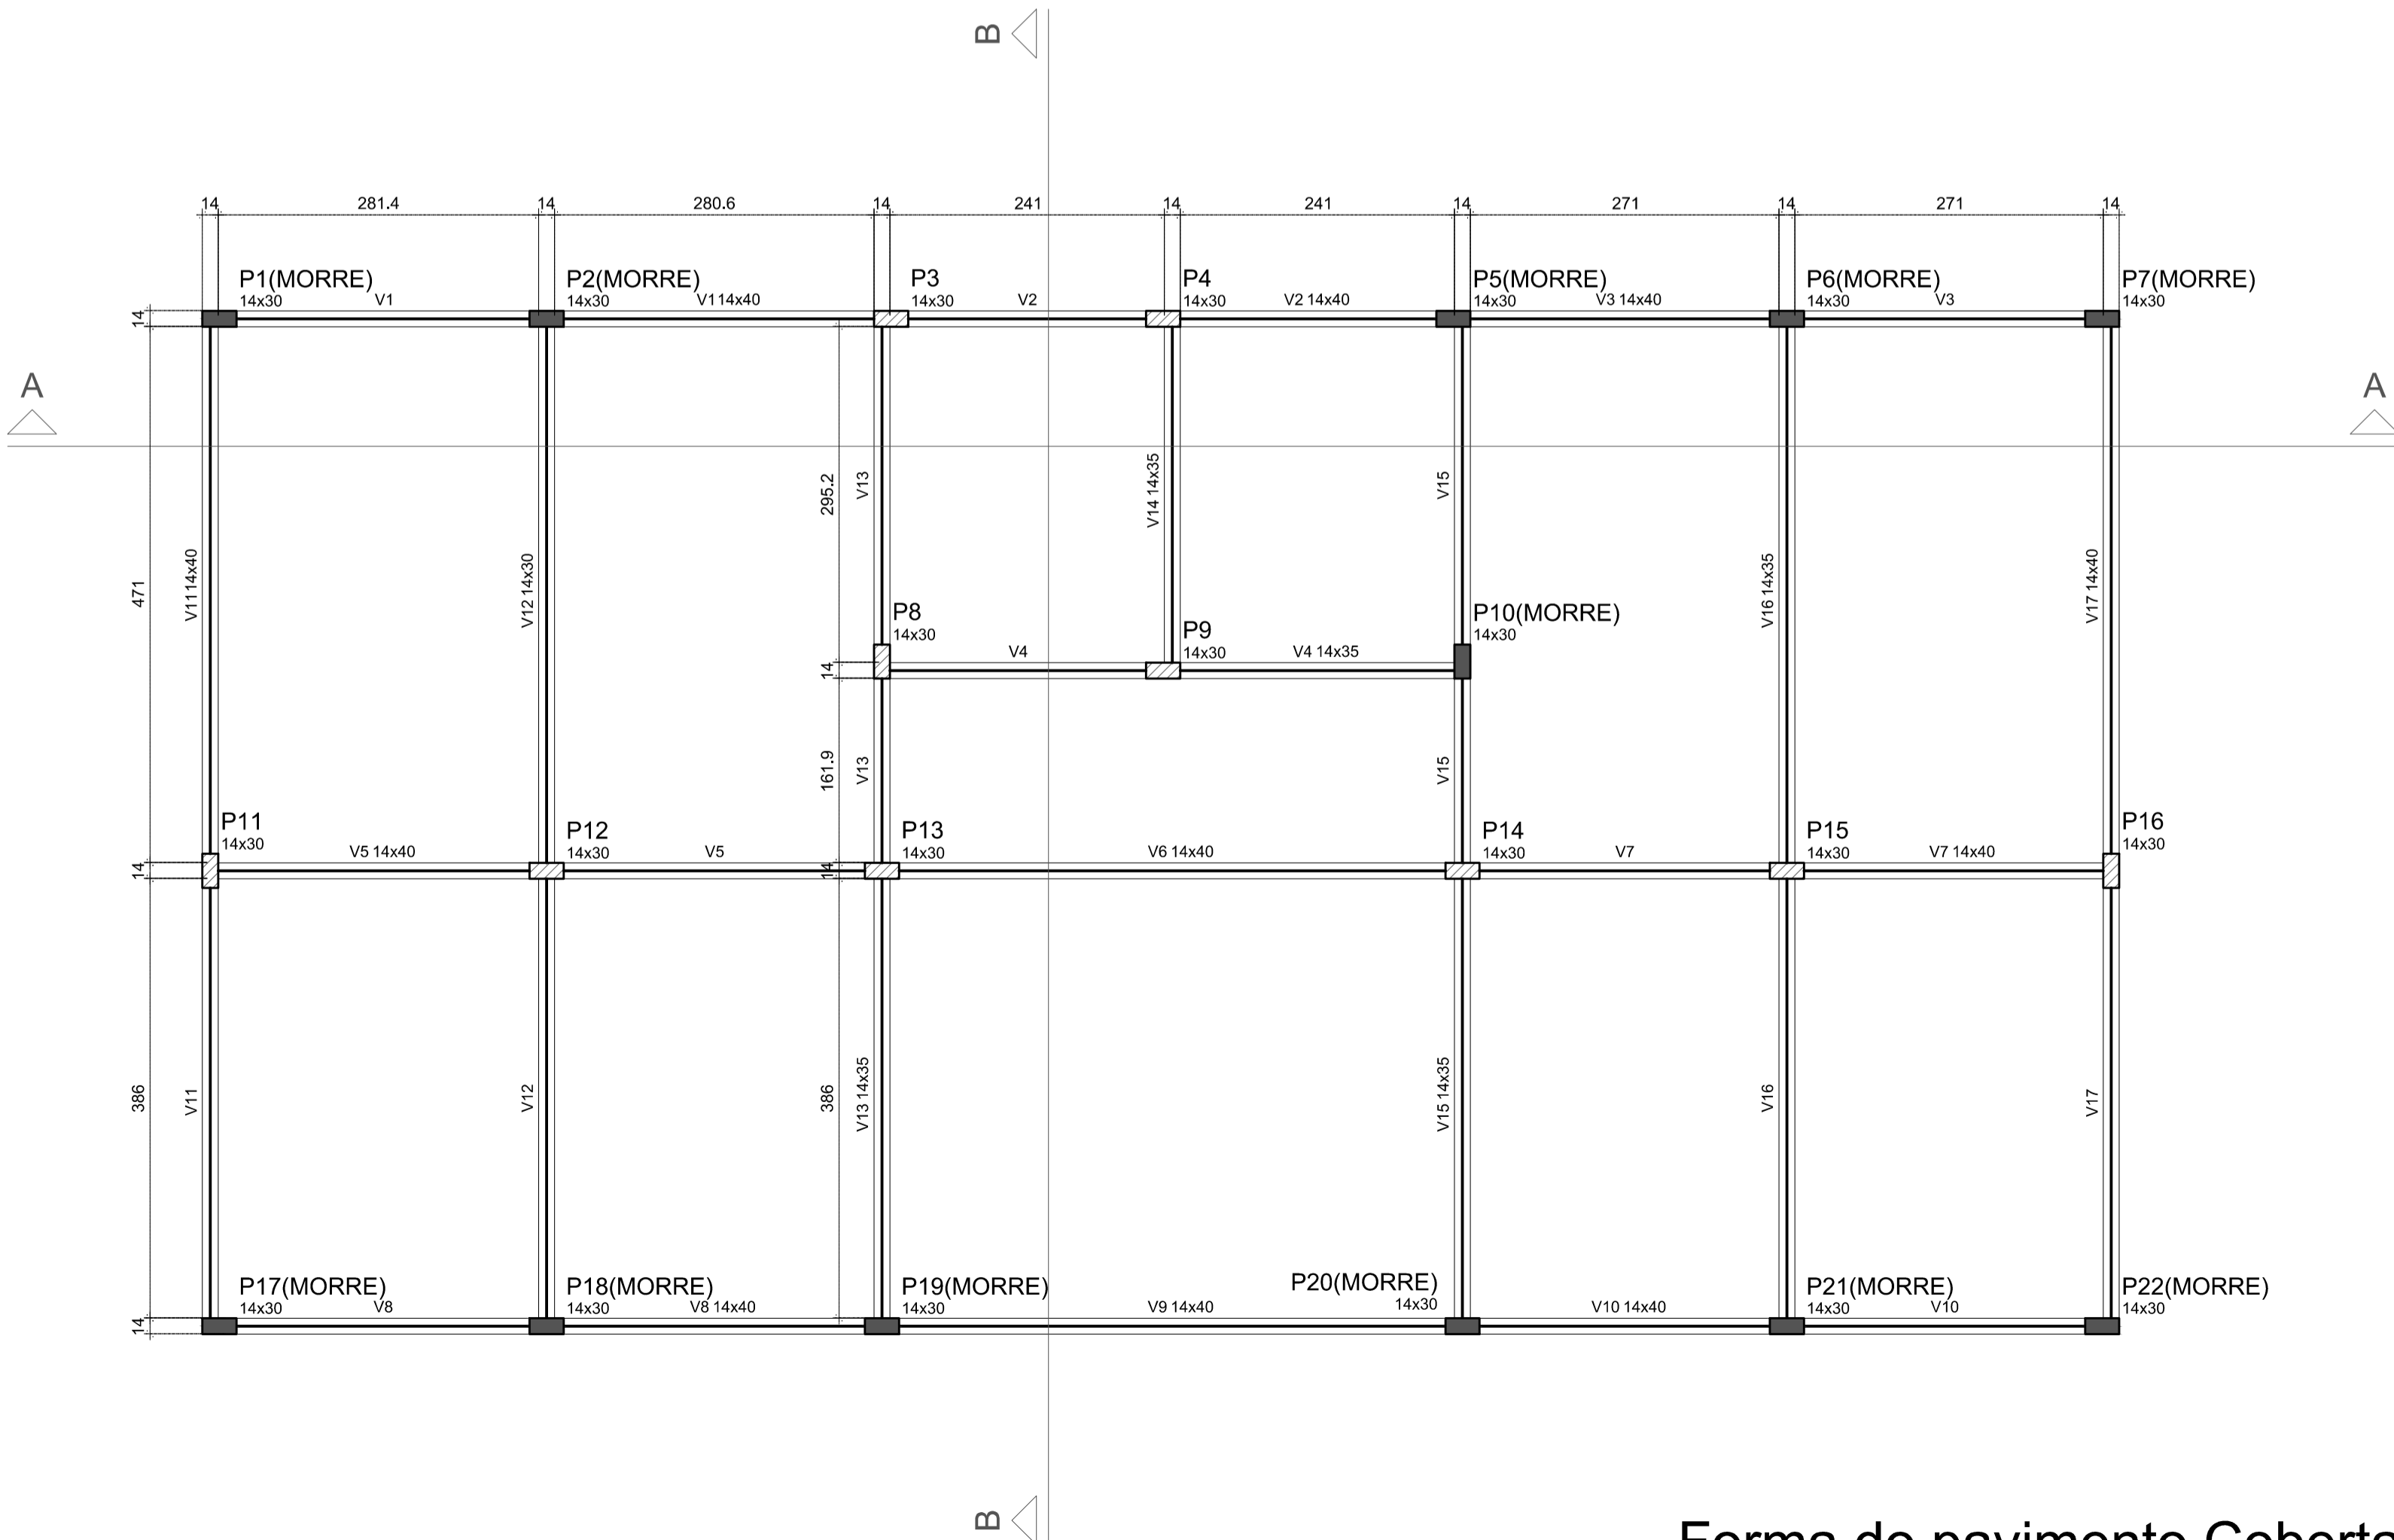 B
14 281.4 14 280.6 14 241 14 241 14 271 14 271 14
P1(MORRE) P2(MORRE) P3 P4 P5(MORRE) P6(MORRE) P7(MORRE)
14x30 V1 14x30 V1 14x40 14x30 V2 14x30 V2 14x40 14x30 V3 14x40 14x30 V3 14x30
14
A A
295.2 V13 V14 14x35 V15
471 V11 14x40 V12 14x30 V16 14x35 V17 14x40
P8 P10(MORRE)
14x30 14x30
P9
V4 14x30 V4 14x35
14
161.9 V13 V15
P11 P16
14x30 14x30
P12 P13 P14 P15
V5 14x40 14x30 V5 14x30 V6 14x40 14x30 V7 14x30 V7 14x40
14 14
386 V11 V12 386 V13 14x35 V15 14x35 V16 V17
P17(MORRE) P18(MORRE) P19(MORRE) P20(MORRE) P21(MORRE) P22(MORRE)
14x30 V8 14x30 V8 14x40 14x30 V9 14x40 14x30 V10 14x40 14x30 V10 14x30
14
B